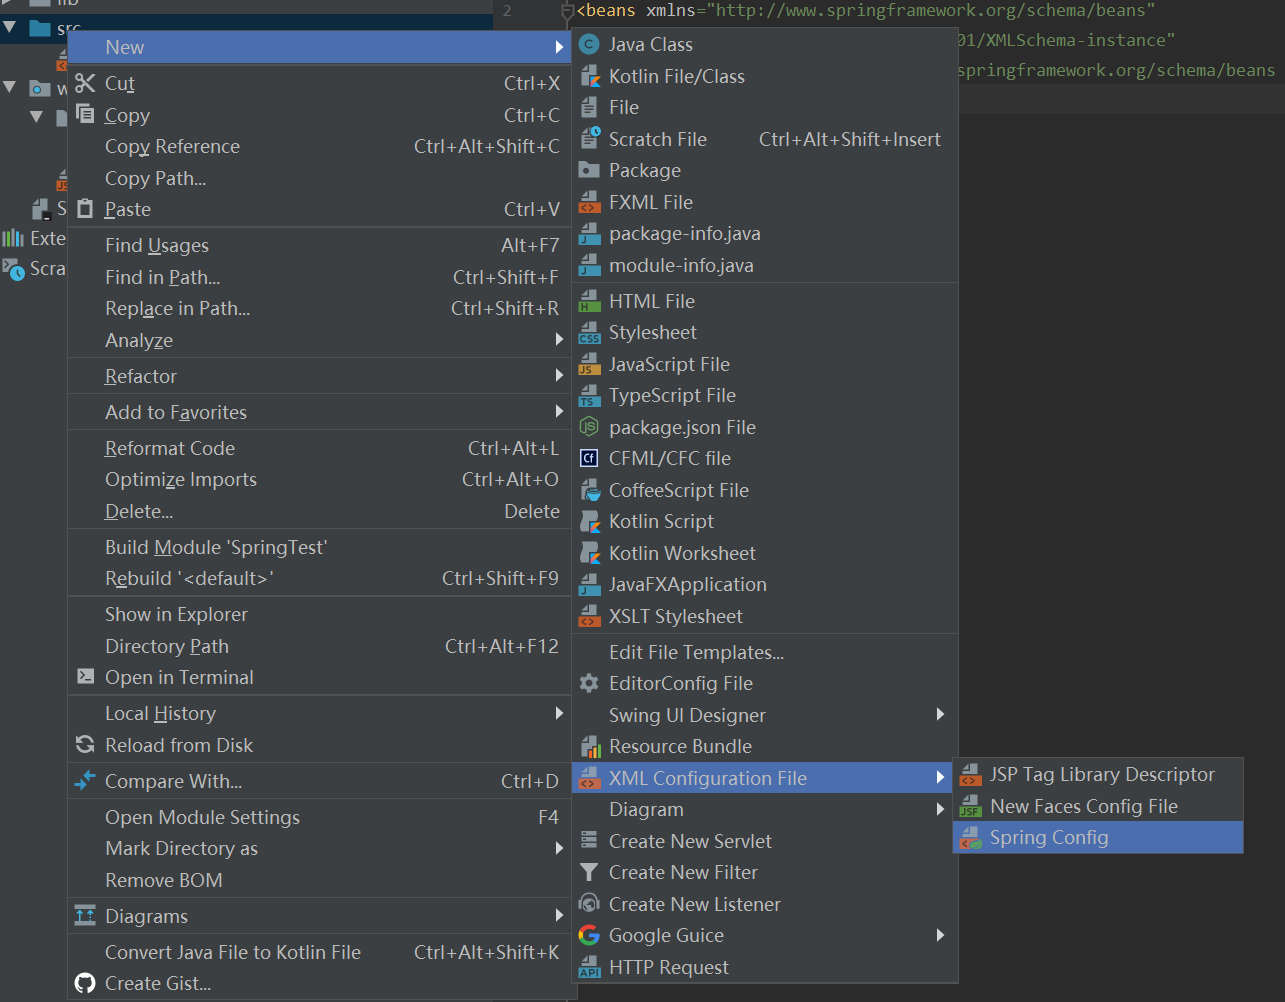 lib
2
<beans xmlns="http://www.springframework.org/schema/beans"
src
01/XMLSchema-instance"
springframework.org/schema/beans
New
Cut Ctrl+X
Copy Ctrl+C
Copy Reference Ctrl+Alt+Shift+C
Copy Path...
Paste Ctrl+V
Find Usages Alt+F7
Find in Path... Ctrl+Shift+F
Replace in Path... Ctrl+Shift+R
Analyze
Refactor
Add to Favorites
Reformat Code Ctrl+Alt+L
Optimize Imports Ctrl+Alt+O
Delete... Delete
Build Module 'SpringTest'
Rebuild '<default>' Ctrl+Shift+F9
Show in Explorer
Directory Path Ctrl+Alt+F12
Open in Terminal
Local History
Reload from Disk
Compare With... Ctrl+D
Open Module Settings F4
Mark Directory as
Remove BOM
Diagrams
Convert Java File to Kotlin File Ctrl+Alt+Shift+K
Create Gist...
w
S
Exte
Scra
Java Class
Kotlin File/Class
File
Scratch File Ctrl+Alt+Shift+Insert
Package
FXML File
package-info.java
module-info.java
HTML File
Stylesheet
JavaScript File
TypeScript File
package.json File
CFML/CFC file
CoffeeScript File
Kotlin Script
Kotlin Worksheet
JavaFXApplication
XSLT Stylesheet
Edit File Templates...
EditorConfig File
Swing UI Designer
Resource Bundle
XML Configuration File
Diagram
Create New Servlet
Create New Filter
Create New Listener
Google Guice
HTTP Request
JSP Tag Library Descriptor
New Faces Config File
Spring Config